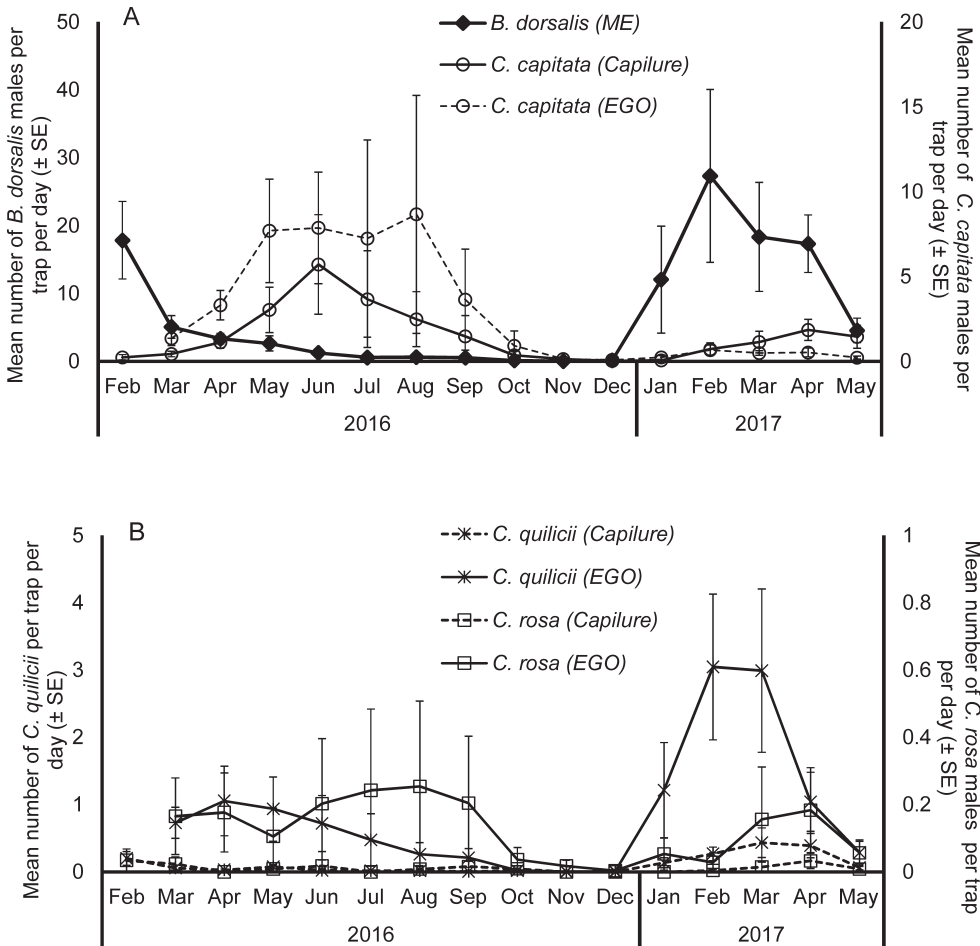 A
B. dorsalis (ME)
C. capitata (Capilure)
C. capitata (EGO)
Mean number of B. dorsalis males per
trap per day (± SE)
50
40
30
20
10
0
20
15
10
5
0
Mean number of C. capitata males per
trap per day (± SE)
Feb Mar Apr May Jun Jul Aug Sep Oct Nov Dec Jan Feb Mar Apr May
2016 2017
B
C. quilicii (Capilure)
C. quilicii (EGO)
C. rosa (Capilure)
C. rosa (EGO)
Mean number of C. quilicii per trap per
day (± SE)
5
4
3
2
1
0
1
0.8
0.6
0.4
0.2
0
Mean number of C. rosa males per trap
per day (± SE)
Feb Mar Apr May Jun Jul Aug Sep Oct Nov Dec Jan Feb Mar Apr May
2016 2017